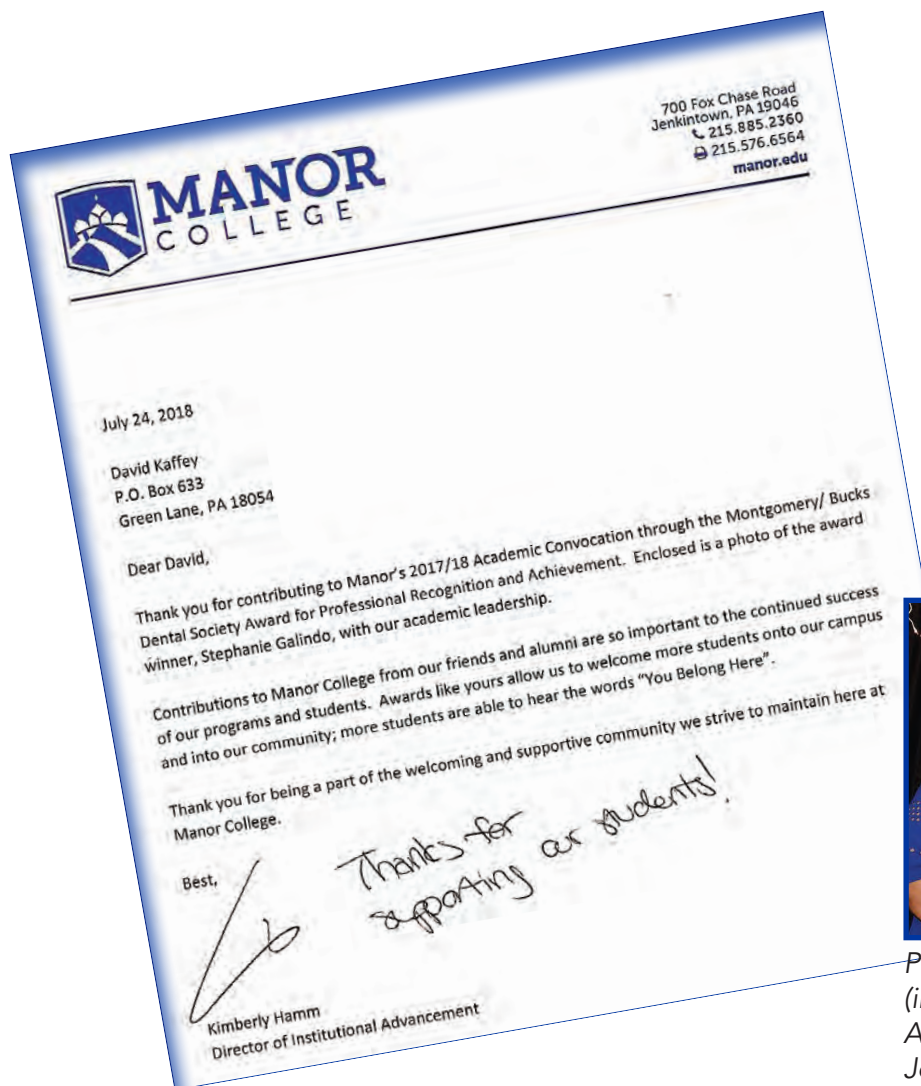 MANOR
COLLEGE
700 Fox Chase Road
Jenkintown, PA 19046
215.885.2360
215.576.6564
manor.edu
July 24, 2018
David Kaffey
P.O. Box 633
Green Lane, PA 18054
Dear David,
Thank you for contributing to Manor's 2017/18 Academic Convocation through the Montgomery/ Bucks
Dental Society Award for Professional Recognition and Achievement.  Enclosed is a photo of the award
winner, Stephanie Galindo, with our academic leadership.
Contributions to Manor College from our friends and alumni are so important to the continued success
of our programs and students.  Awards like yours allow us to welcome more students onto our campus
and into our community; more students are able to hear the words “You Belong Here”.
Thank you for being a part of the welcoming and supportive community we strive to maintain here at
Manor College.
Best,
Thanks for
supporting our students!
Kimberly Hamm
Director of Institutional Advancement